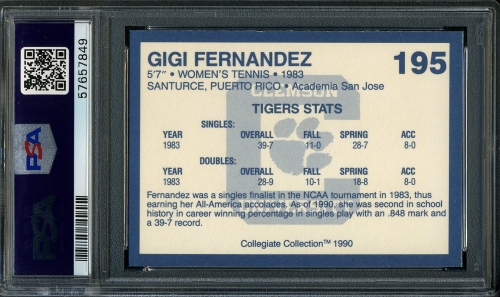 GIGI FERNANDEZ 195
5'7" • WOMEN'S TENNIS • 1983
SANTURCE, PUERTO RICO • Academia San Jose
CLEMSON
TIGERS STATS
SINGLES:
YEAR OVERALL FALL SPRING ACC
1983 39-7 11-0 28-7 8-0
DOUBLES:
YEAR OVERALL FALL SPRING ACC
1983 28-9 10-1 18-8 8-0
Fernandez was a singles finalist in the NCAA tournament in 1983, thus
earning her All-America accolades. As of 1990, she was second in school
history in career winning percentage in singles play with an .848 mark and
a 39-7 record.
Collegiate Collection™ 1990
57657849
PSA
PSA